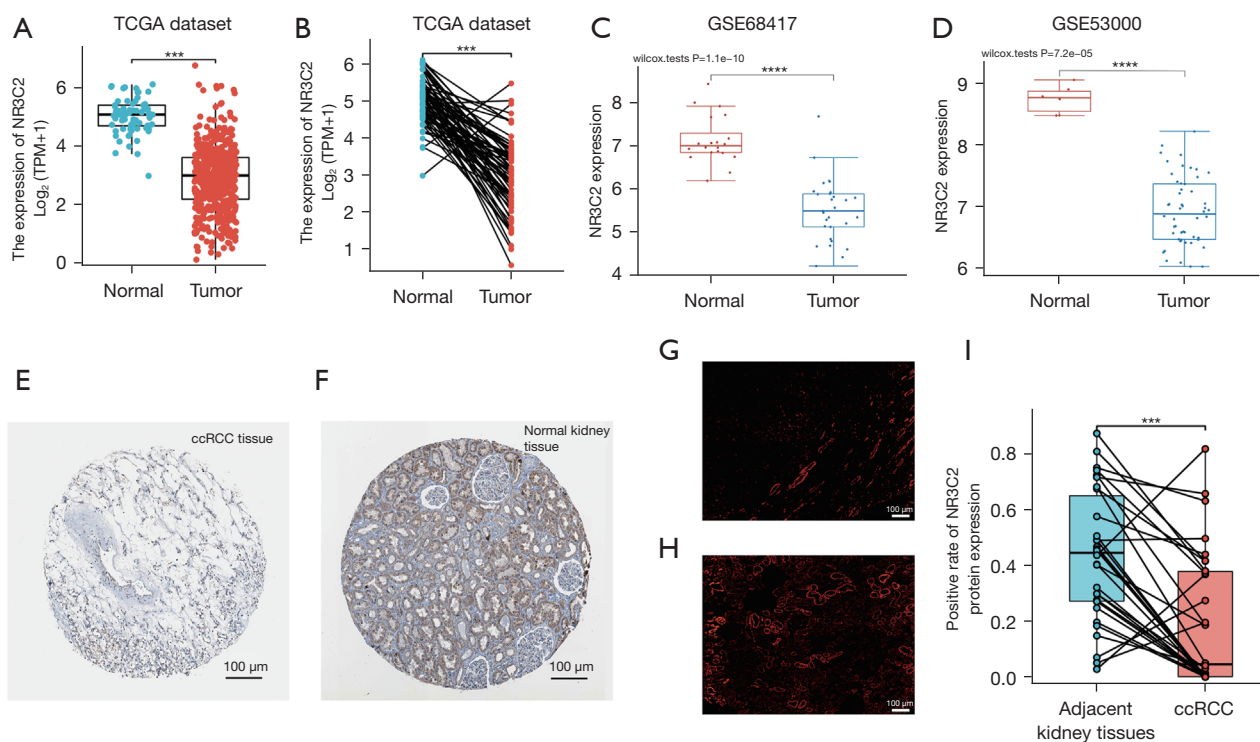 A
TCGA dataset
***
The expression of NR3C2
Log₂ (TPM+1)
6
4
2
0
Normal
Tumor
B
TCGA dataset
***
The expression of NR3C2
Log₂ (TPM+1)
6
5
4
3
2
1
Normal
Tumor
C
GSE68417
wilcox.tests P=1.1e−10
****
NR3C2 expression
8
7
6
5
4
Normal
Tumor
D
GSE53000
wilcox.tests P=7.2e−05
****
NR3C2 expression
9
8
7
6
Normal
Tumor
E
ccRCC tissue
100 μm
F
Normal kidney
tissue
100 μm
G
100 μm
H
100 μm
I
***
Positive rate of NR3C2
protein expression
0.8
0.6
0.4
0.2
0.0
Adjacent
kidney tissues
ccRCC